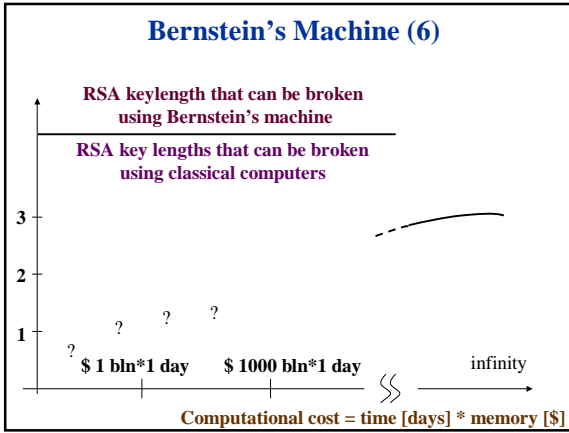 Bernstein's Machine (6)
RSA keylength that can be broken
using Bernstein's machine
RSA key lengths that can be broken
using classical computers
3
2
1
? ? ? ?
$ 1 bln*1 day $ 1000 bln*1 day infinity
Computational cost = time [days] * memory [$]